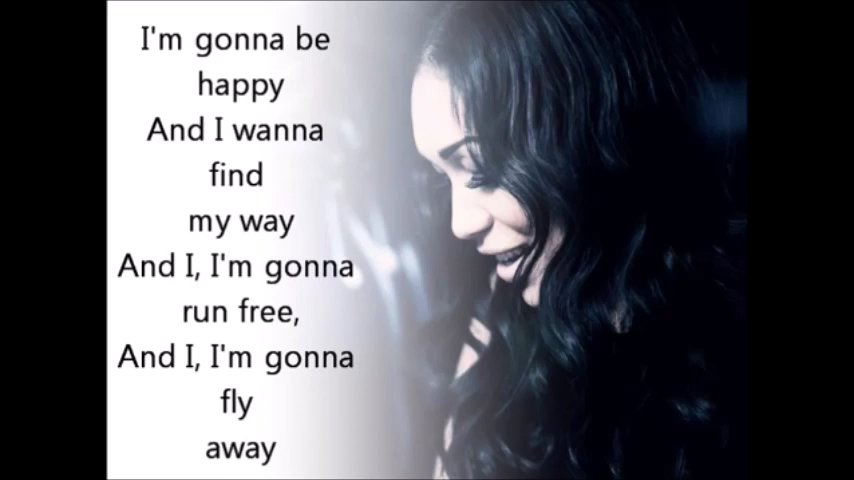 I'm gonna be
happy
And I wanna
find
my way
And I, I'm gonna
run free,
And I, I'm gonna
fly
away